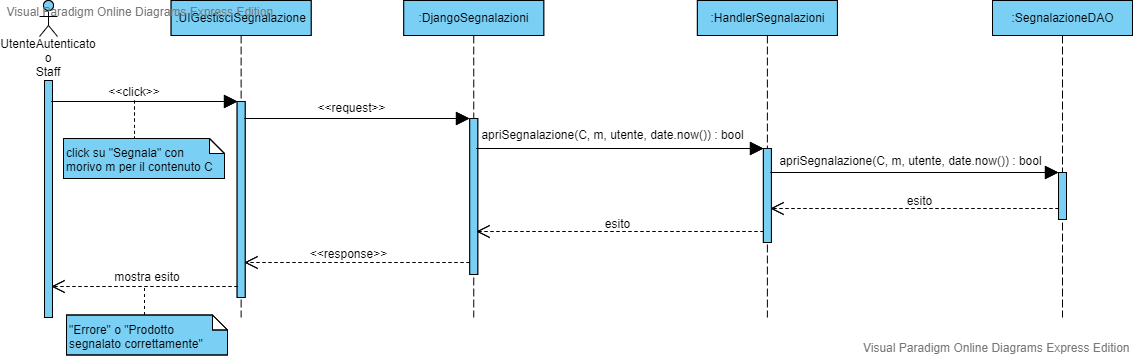 Visual Paradigm Online Diagrams Express Edition
:UIGestisciSegnalazione
:DjangoSegnalazioni
:HandlerSegnalazioni
:SegnalazioneDAO
UtenteAutenticato
o
Staff
<<click>>
<<request>>
apriSegnalazione(C, m, utente, date.now()) : bool
click su "Segnala" con
morivo m per il contenuto C
apriSegnalazione(C, m, utente, date.now()) : bool
esito
esito
<<response>>
mostra esito
"Errore" o "Prodotto
segnalato correttamente"
Visual Paradigm Online Diagrams Express Edition